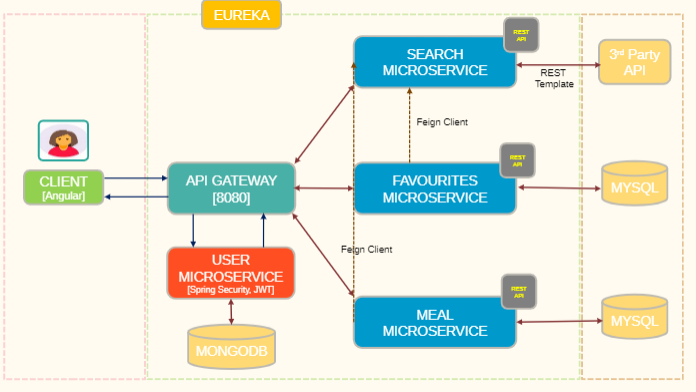 EUREKA
REST
API
SEARCH
MICROSERVICE
REST
Template
3rd Party
API
Feign Client
CLIENT
[Angular]
API GATEWAY
[8080]
REST
API
FAVOURITES
MICROSERVICE
MYSQL
Feign Client
USER
MICROSERVICE
[Spring Security, JWT]
REST
API
MEAL
MICROSERVICE
MYSQL
MONGODB